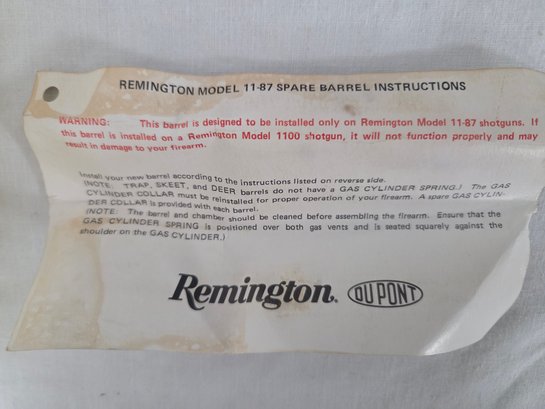 REMINGTON MODEL 11-87 SPARE BARREL INSTRUCTIONS
WARNING: This barrel is designed to be installed only on Remington Model 11-87 shotguns. If
this barrel is installed on a Remington Model 1100 shotgun, it will not function properly and may
result in damage to your firearm.
Install your new barrel according to the instructions listed on reverse side.
(NOTE: TRAP, SKEET, and DEER barrels do not have a GAS CYLINDER SPRING.) The GAS
CYLINDER COLLAR must be reinstalled for proper operation of your firearm. A spare GAS CYLIN-
DER COLLAR is provided with each barrel.
(NOTE: The barrel and chamber should be cleaned before assembling the firearm. Ensure that the
GAS CYLINDER SPRING is positioned over both gas vents and is seated squarely against the
shoulder on the GAS CYLINDER.)
Remington® DU PONT